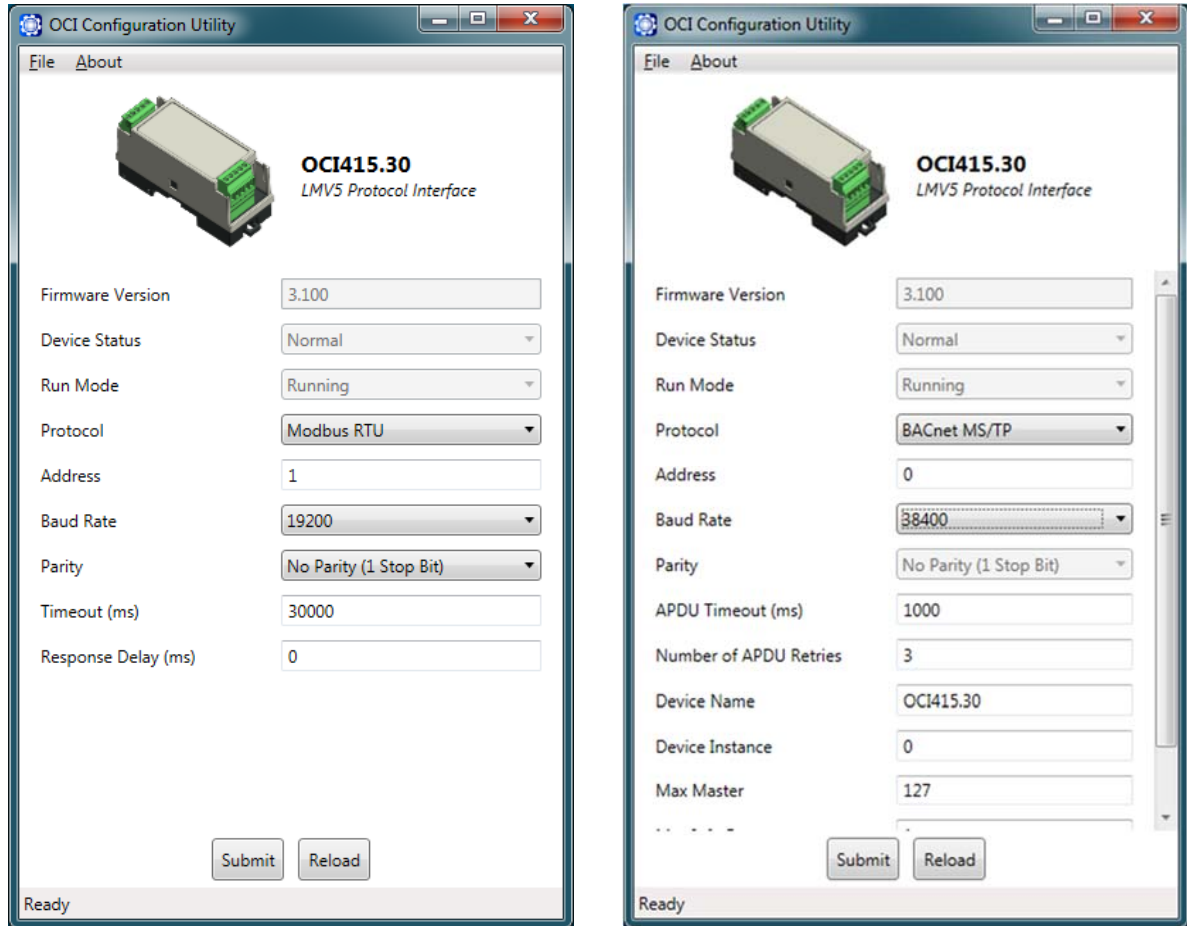 OCI Configuration Utility
File About
OCI415.30
LMV5 Protocol Interface
Firmware Version 3.100
Device Status Normal
Run Mode Running
Protocol Modbus RTU
Address 1
Baud Rate 19200
Parity No Parity (1 Stop Bit)
Timeout (ms) 30000
Response Delay (ms) 0
Submit Reload
Ready
OCI Configuration Utility
File About
OCI415.30
LMV5 Protocol Interface
Firmware Version 3.100
Device Status Normal
Run Mode Running
Protocol BACnet MS/TP
Address 0
Baud Rate 38400
Parity No Parity (1 Stop Bit)
APDU Timeout (ms) 1000
Number of APDU Retries 3
Device Name OCI415.30
Device Instance 0
Max Master 127
Submit Reload
Ready